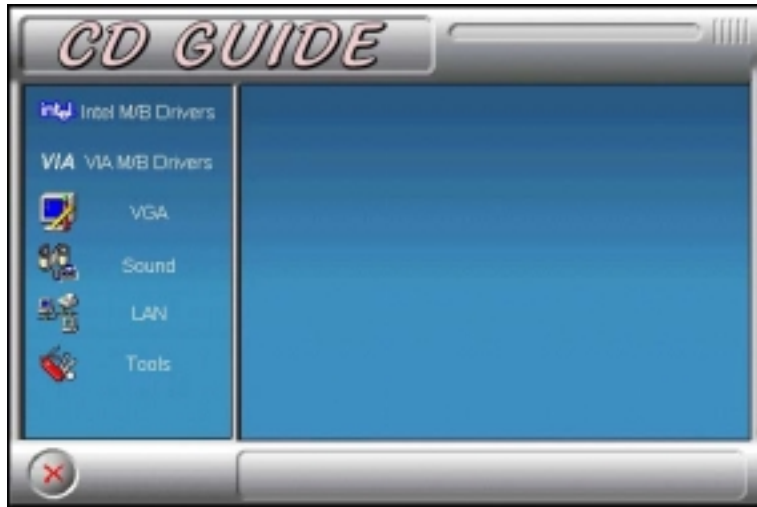 CD GUIDE
intel Intel M/B Drivers
VIA VIA M/B Drivers
VGA
Sound
LAN
Tools